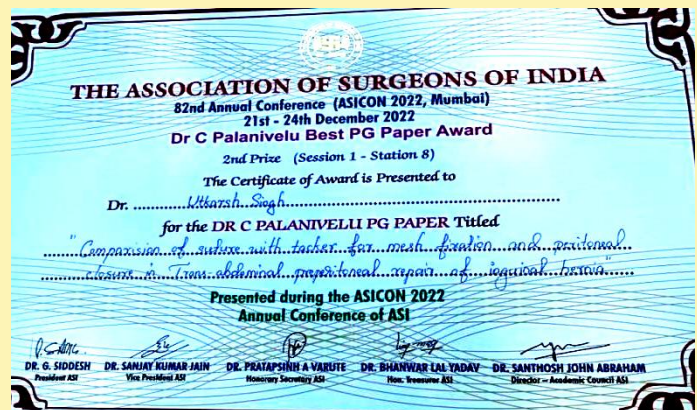 THE ASSOCIATION OF SURGEONS OF INDIA
82nd Annual Conference (ASICON 2022, Mumbai)
21st - 24th December 2022
Dr C Palanivelu Best PG Paper Award
2nd Prize (Session 1 - Station 8)
The Certificate of Award is Presented to
Dr. Utkarsh Singh
for the DR C PALANIVELU PG PAPER Titled
"Comparision of suture with tacker for mesh fixation and peritoneal
closure in Trans abdominal preperitoneal repair of inguinal hernia"
Presented during the ASICON 2022
Annual Conference of ASI
DR. G. SIDDESH DR. SANJAY KUMAR JAIN DR. PRATAPSINH A VARUTE DR. BHANWAR LAL YADAV DR. SANTHOSH JOHN ABRAHAM
President ASI Vice President ASI Honorary Secretary ASI Hon. Treasurer ASI Director – Academic Council ASI